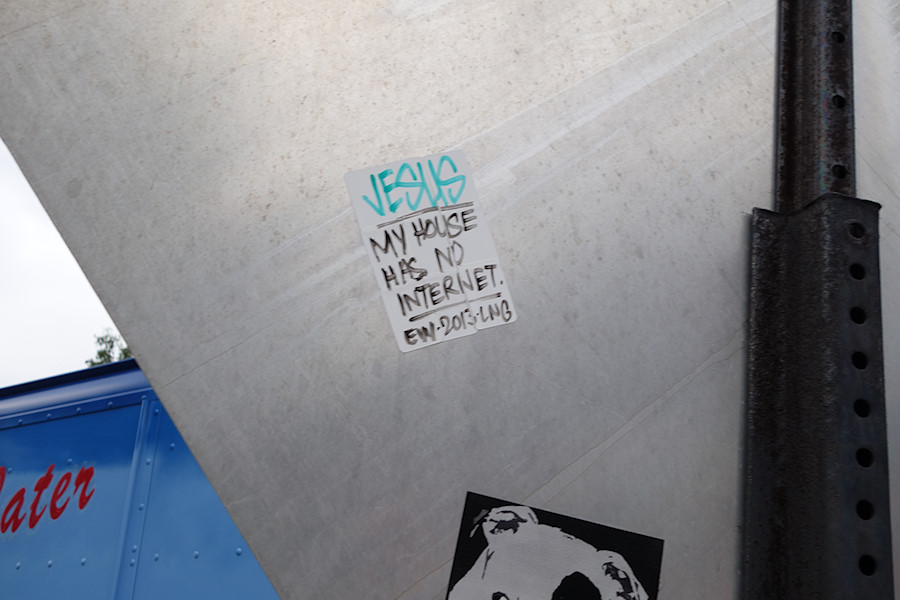 JESUS
MY HOUSE
HAS NO
INTERNET.
EW·2013·LNG
ater